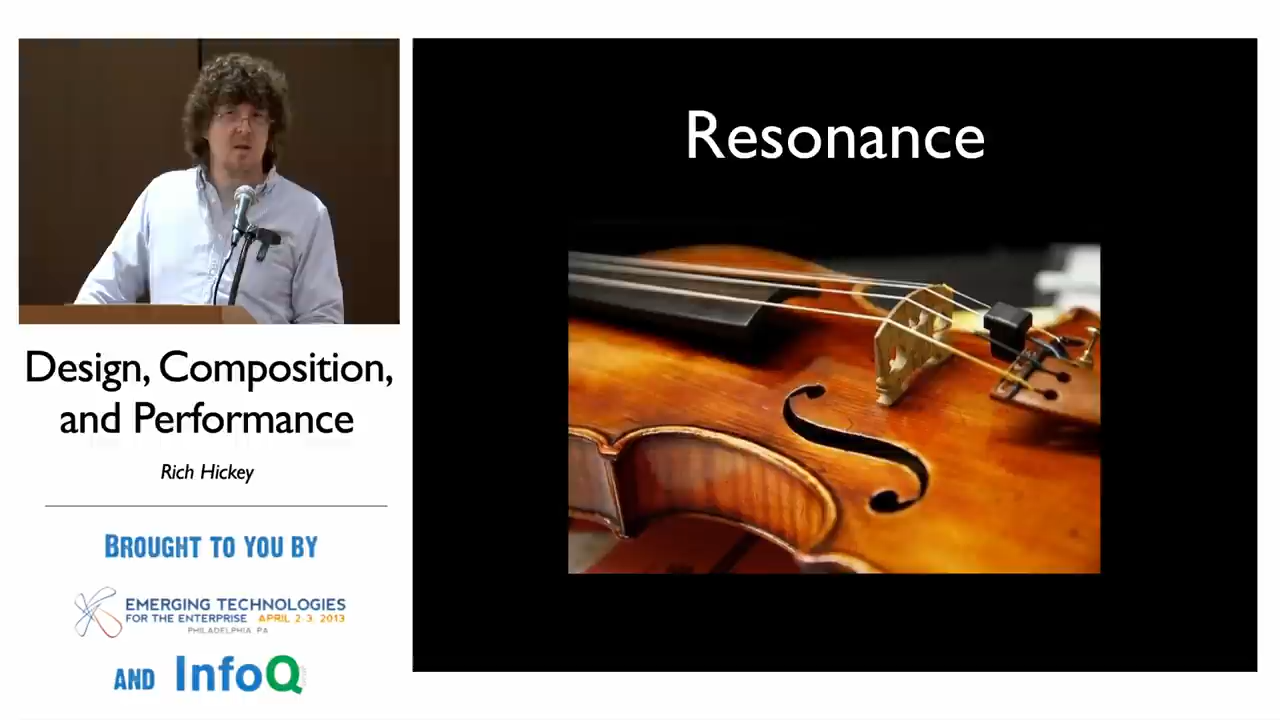 Resonance
Design, Composition,
and Performance
Rich Hickey
BROUGHT TO YOU BY
EMERGING TECHNOLOGIES
FOR THE ENTERPRISE APRIL 2-3, 2013
PHILADELPHIA, PA
AND InfoQ